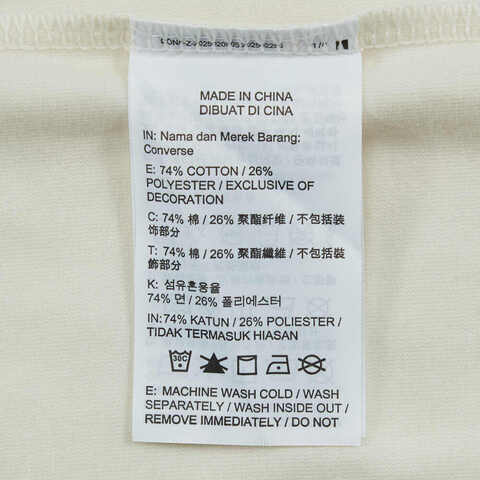 MADE IN CHINA
DIBUAT DI CINA
IN: Nama dan Merek Barang:
Converse
E: 74% COTTON / 26%
POLYESTER / EXCLUSIVE OF
DECORATION
C: 74% 棉 / 26% 聚酯纤维 / 不包括装
饰部分
T: 74% 棉 / 26% 聚酯纖維 / 不包括裝
飾部分
K: 섬유혼용율
74% 면 / 26% 폴리에스터
IN: 74% KATUN / 26% POLIESTER /
TIDAK TERMASUK HIASAN
30C
E: MACHINE WASH COLD / WASH
SEPARATELY / WASH INSIDE OUT /
REMOVE IMMEDIATELY / DO NOT